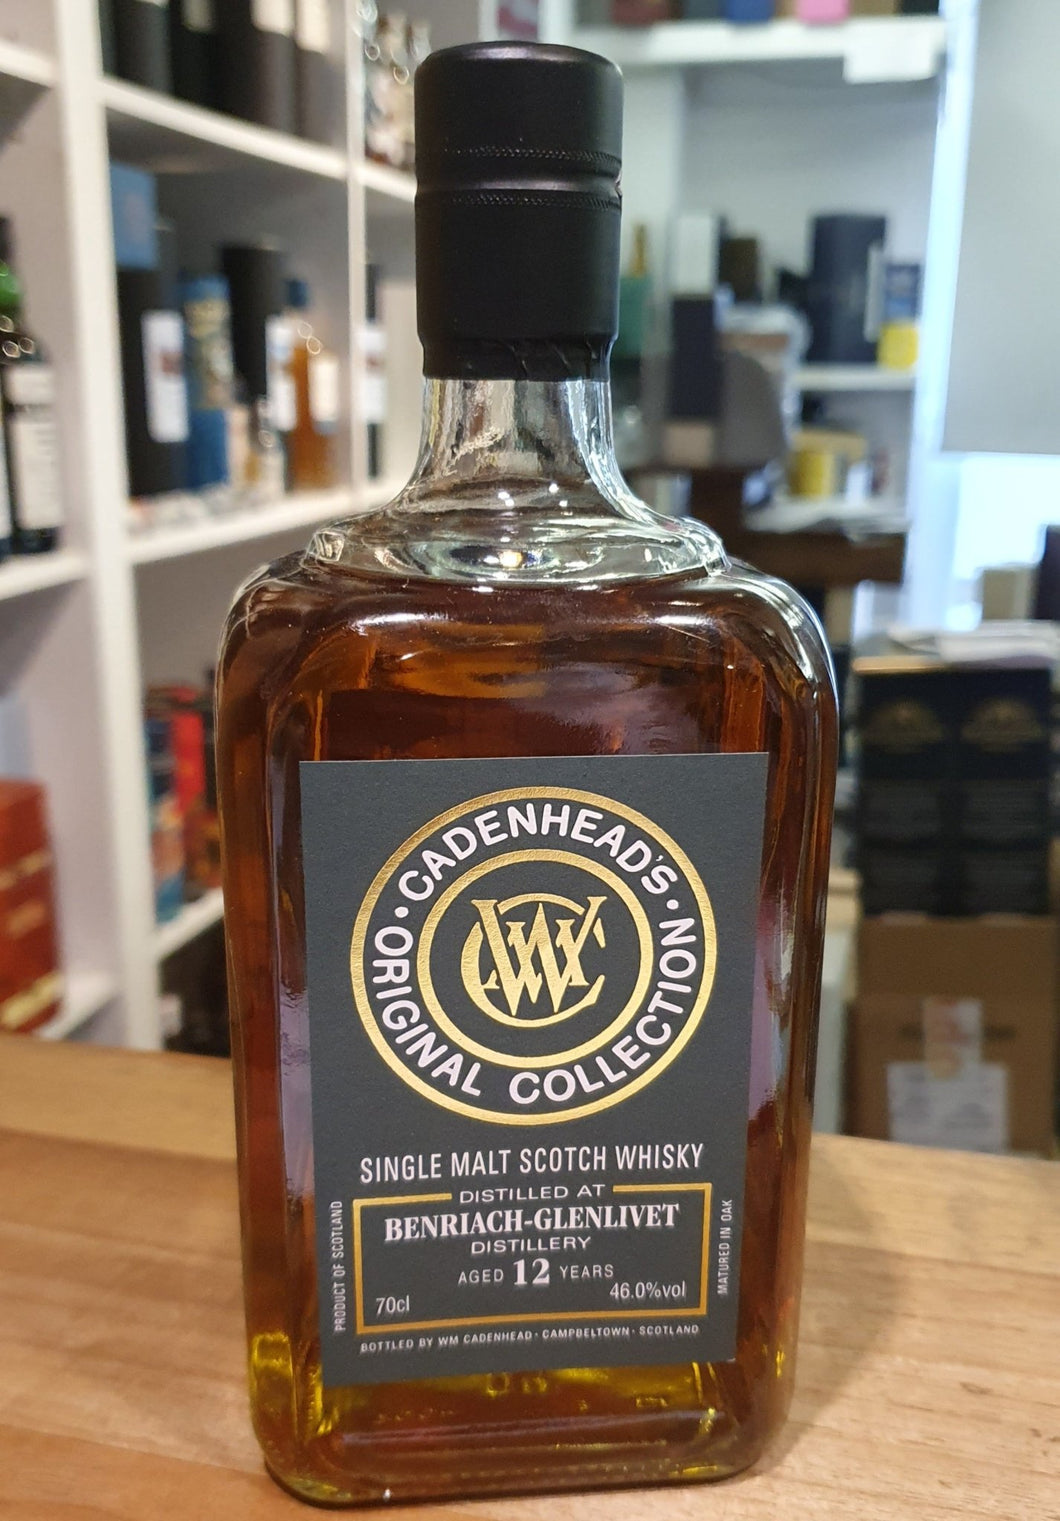 CADENHEAD'S
ORIGINAL COLLECTION
WC
SINGLE MALT SCOTCH WHISKY
DISTILLED AT
BENRIACH-GLENLIVET
DISTILLERY
AGED 12 YEARS
70cl
46.0%vol
PRODUCT OF SCOTLAND
MATURED IN OAK
BOTTLED BY WM CADENHEAD · CAMPBELTOWN · SCOTLAND